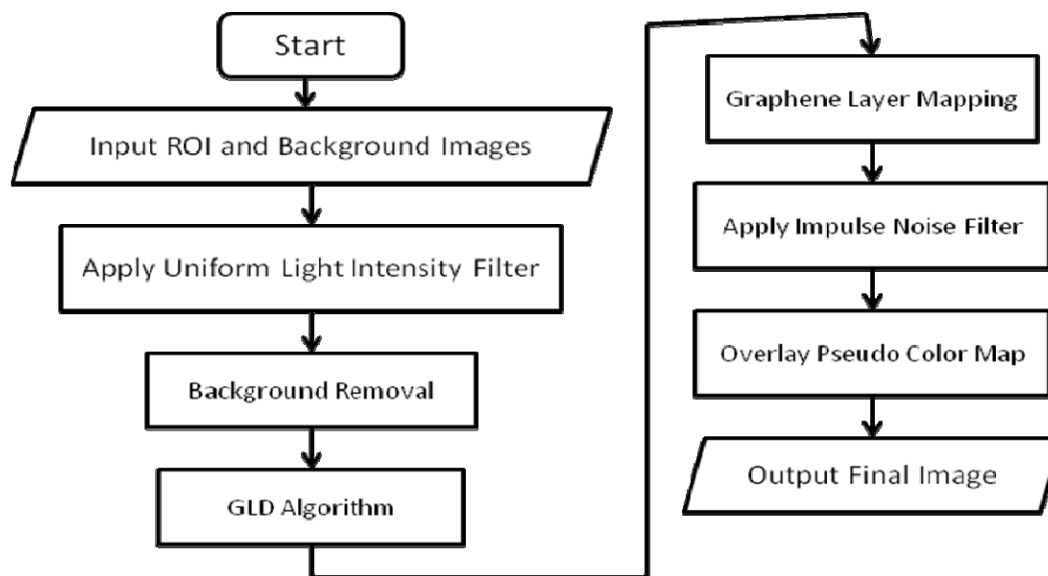 Start
Input ROI and Background Images
Apply Uniform Light Intensity Filter
Background Removal
GLD Algorithm
Graphene Layer Mapping
Apply Impulse Noise Filter
Overlay Pseudo Color Map
Output Final Image